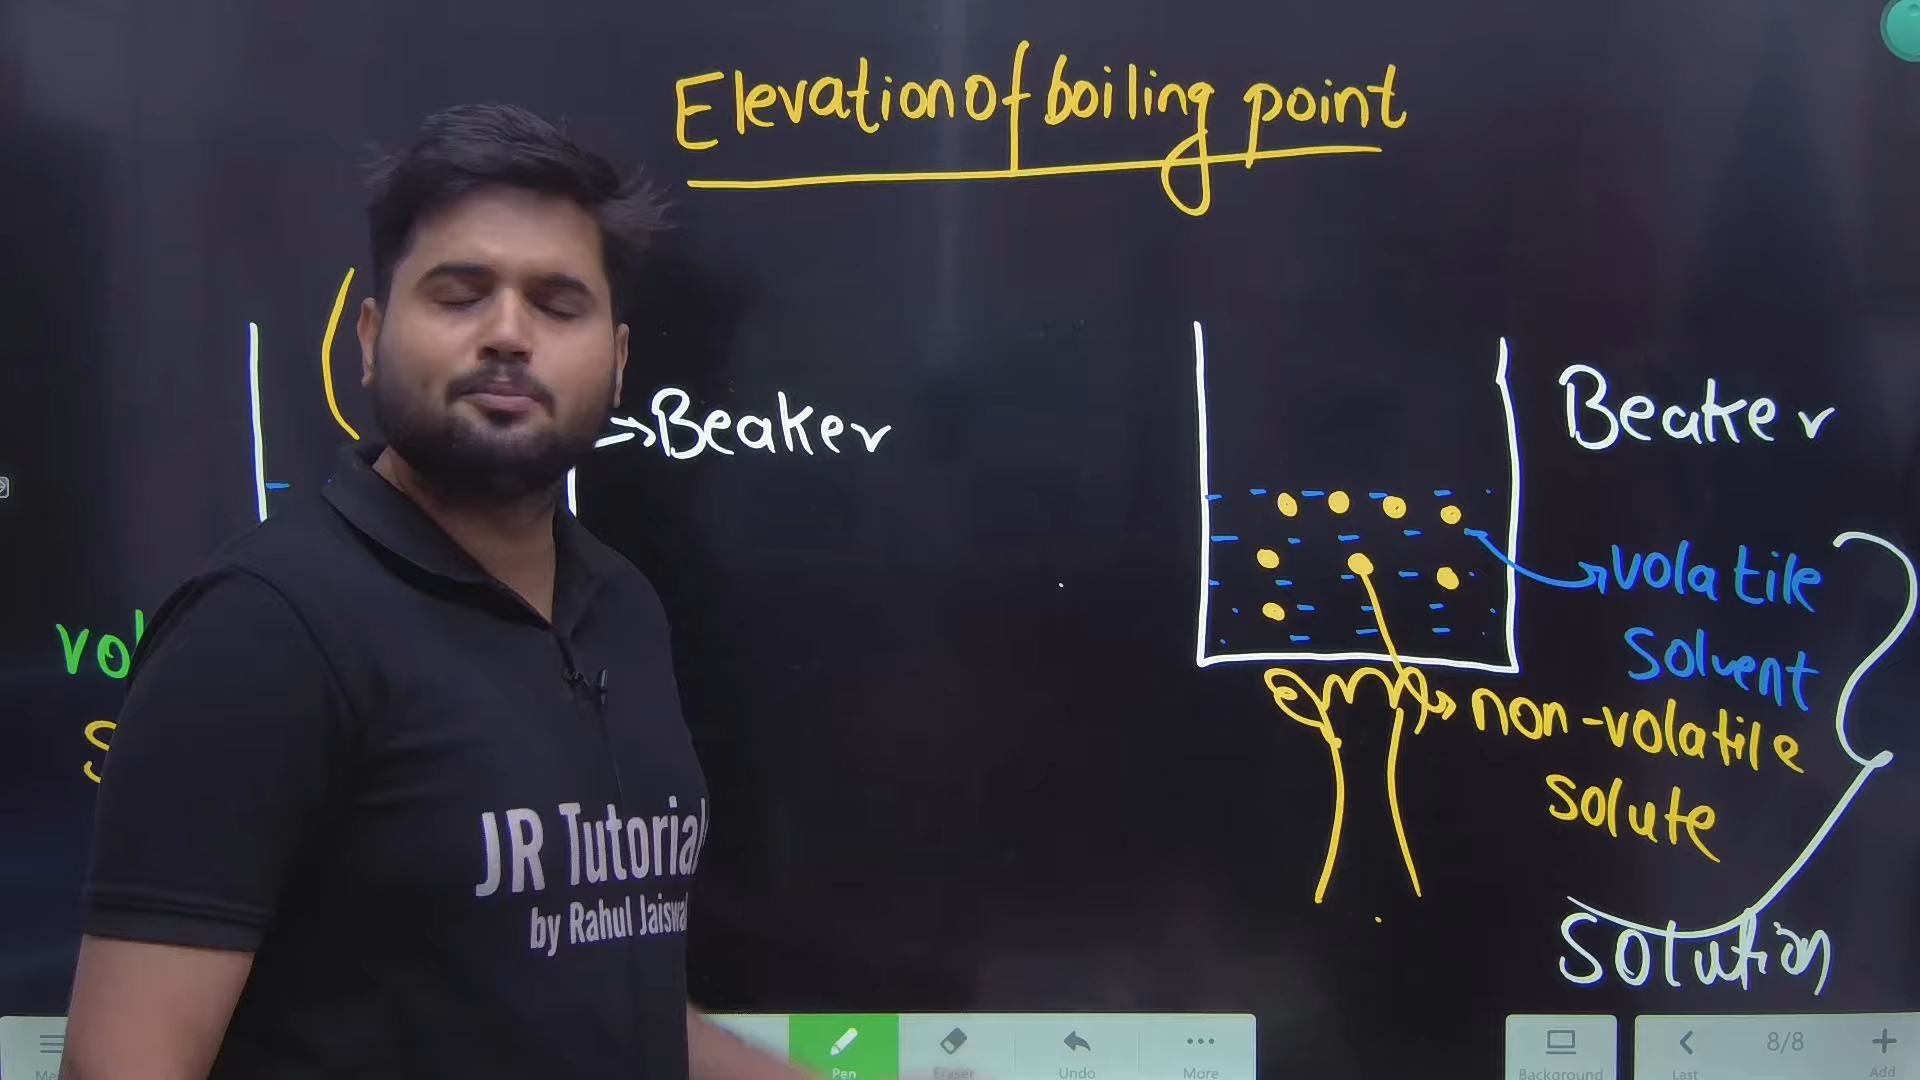 Elevation of boiling point
→Beaker
Beaker
volatile
solvent
non-volatile
solute
Solution
JR Tutorial
by Rahul Jaiswal
Pen
Eraser
Undo
More
Background
Last
8/8
Add